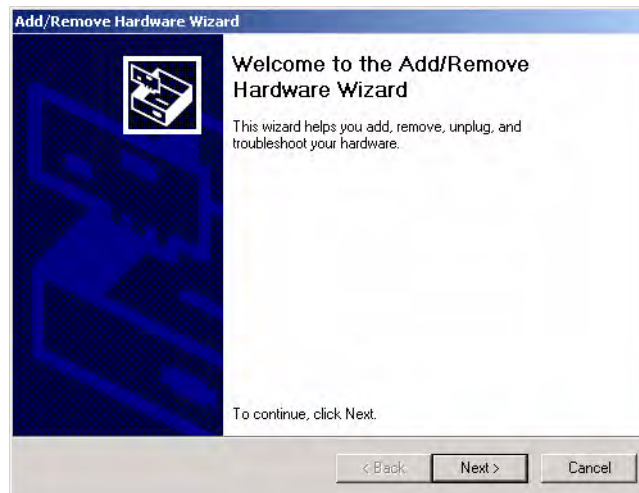 Add/Remove Hardware Wizard
Welcome to the Add/Remove
Hardware Wizard
This wizard helps you add, remove, unplug, and
troubleshoot your hardware.
To continue, click Next.
< Back
Next >
Cancel